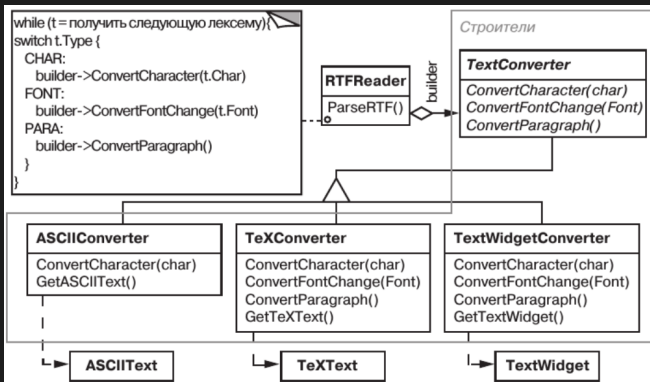 while (t = получить следующую лексему){
switch t.Type {
CHAR:
builder->ConvertCharacter(t.Char)
FONT:
builder->ConvertFontChange(t.Font)
PARA:
builder->ConvertParagraph()
}
}
RTFReader
ParseRTF()
builder
Строители
TextConverter
ConvertCharacter(char)
ConvertFontChange(Font)
ConvertParagraph()
ASCIIConverter
ConvertCharacter(char)
GetASCIIText()
TeXConverter
ConvertCharacter(char)
ConvertFontChange(Font)
ConvertParagraph()
GetTeXText()
TextWidgetConverter
ConvertCharacter(char)
ConvertFontChange(Font)
ConvertParagraph()
GetTextWidget()
ASCIIText
TeXText
TextWidget